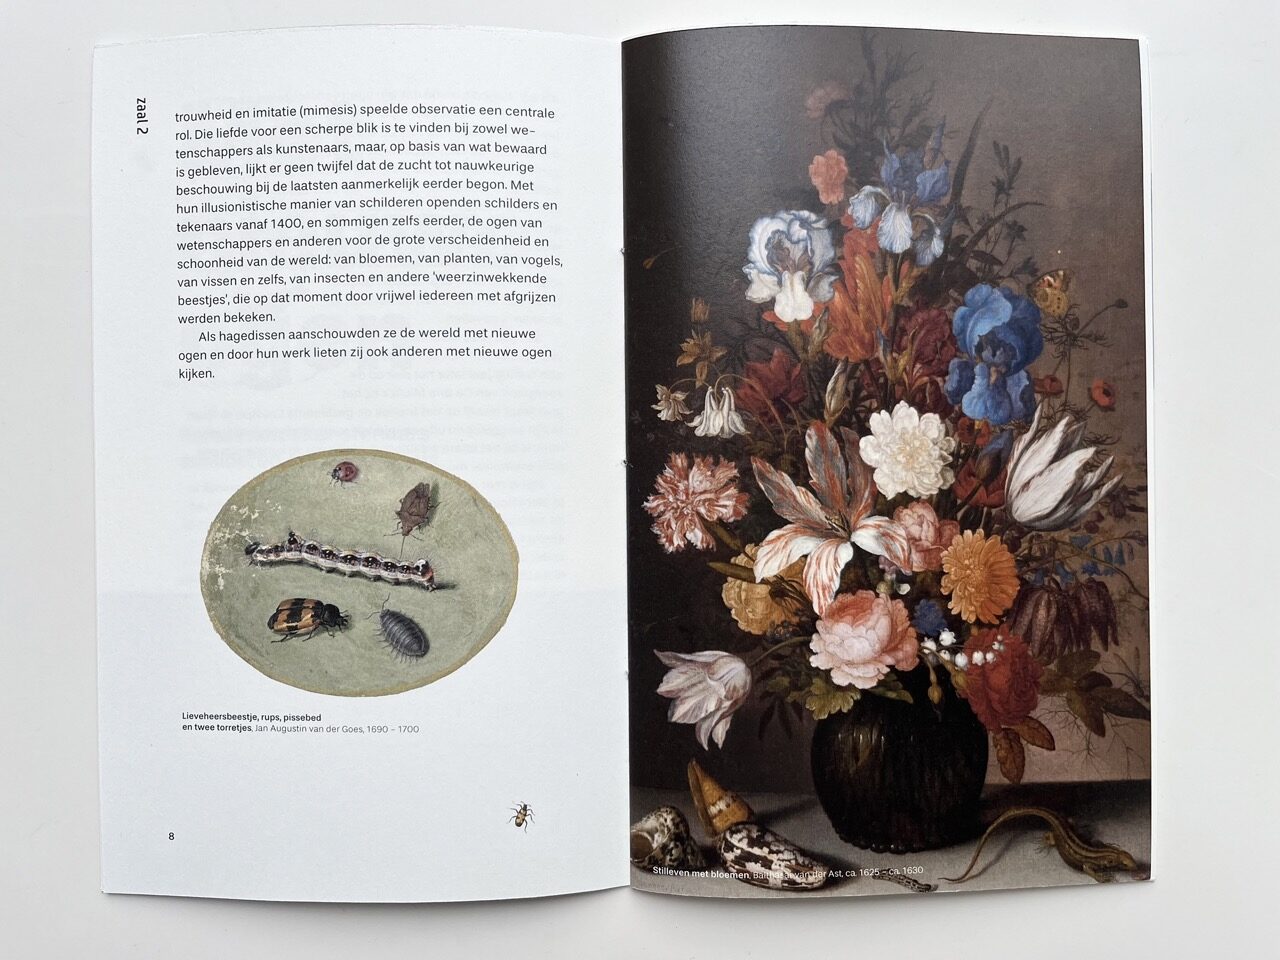 zaal 2
trouwheid en imitatie (mimesis) speelde observatie een centrale
rol. Die liefde voor een scherpe blik is te vinden bij zowel we-
tenschappers als kunstenaars, maar, op basis van wat bewaard
is gebleven, lijkt er geen twijfel dat de zucht tot nauwkeurige
beschouwing bij de laatsten aanmerkelijk eerder begon. Met
hun illusionistische manier van schilderen openden schilders en
tekenaars vanaf 1400, en sommigen zelfs eerder, de ogen van
wetenschappers en anderen voor de grote verscheidenheid en
schoonheid van de wereld: van bloemen, van planten, van vogels,
van vissen en zelfs, van insecten en andere ‘weerzinwekkende
beestjes’, die op dat moment door vrijwel iedereen met afgrijzen
werden bekeken.
Als hagedissen aanschouwden ze de wereld met nieuwe
ogen en door hun werk lieten zij ook anderen met nieuwe ogen
kijken.
Lieveheersbeestje, rups, pissebed
en twee torretjes, Jan Augustin van der Goes, 1690 – 1700
8
Stilleven met bloemen, Balthasar van der Ast, ca. 1625 – ca. 1630